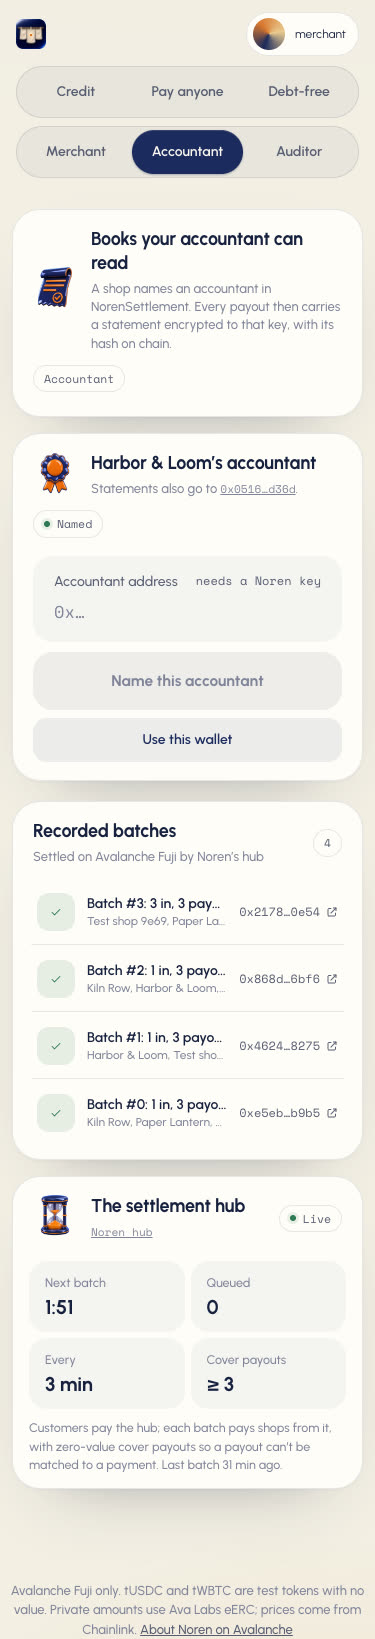 merchant
Credit
Pay anyone
Debt-free
Merchant
Accountant
Auditor
Books your accountant can
read
A shop names an accountant in
NorenSettlement. Every payout then carries
a statement encrypted to that key, with its
hash on chain.
Accountant
Harbor & Loom's accountant
Statements also go to 0x0516…d36d.
Named
Accountant address
needs a Noren key
0x…
Name this accountant
Use this wallet
Recorded batches
4
Settled on Avalanche Fuji by Noren's hub
Batch #3: 3 in, 3 pay…
0x2178…0e54
Test shop 9e69, Paper La…
Batch #2: 1 in, 3 payo…
0x868d…6bf6
Kiln Row, Harbor & Loom,…
Batch #1: 1 in, 3 payo…
0x4624…8275
Harbor & Loom, Test sho…
Batch #0: 1 in, 3 payo…
0xe5eb…b9b5
Kiln Row, Paper Lantern, …
The settlement hub
Live
Noren hub
Next batch
Queued
1:51
0
Every
Cover payouts
3 min
≥ 3
Customers pay the hub; each batch pays shops from it,
with zero-value cover payouts so a payout can't be
matched to a payment. Last batch 31 min ago.
Avalanche Fuji only. tUSDC and tWBTC are test tokens with no
value. Private amounts use Ava Labs eERC; prices come from
Chainlink. About Noren on Avalanche